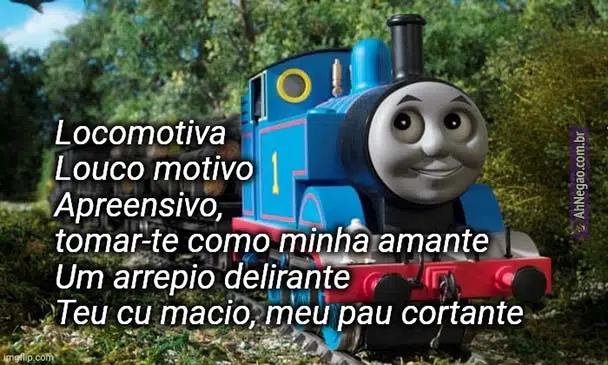 Locomotiva
Louco motivo
Apreensivo,
tomar-te como minha amante
Um arrepio delirante
Teu cu macio, meu pau cortante
1
AhNegao.com.br
imgflip.com